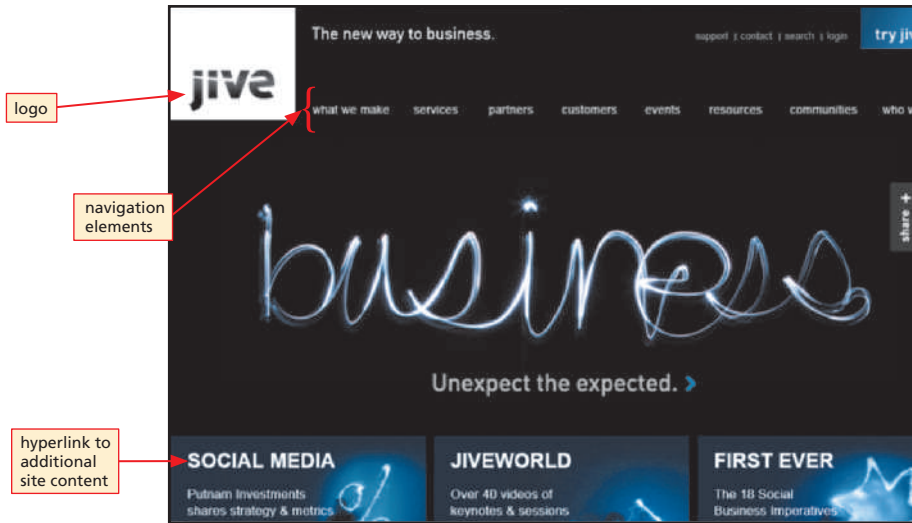 The new way to business.
support | contact | search | login
try jiv
jive
logo
what we make services partners customers events resources communities who w
navigation
elements
share +
business
Unexpect the expected. >
hyperlink to
additional
site content
SOCIAL MEDIA
Putnam Investments
shares strategy & metrics
JIVEWORLD
Over 40 videos of
keynotes & sessions
FIRST EVER
The 18 Social
Business Imperatives